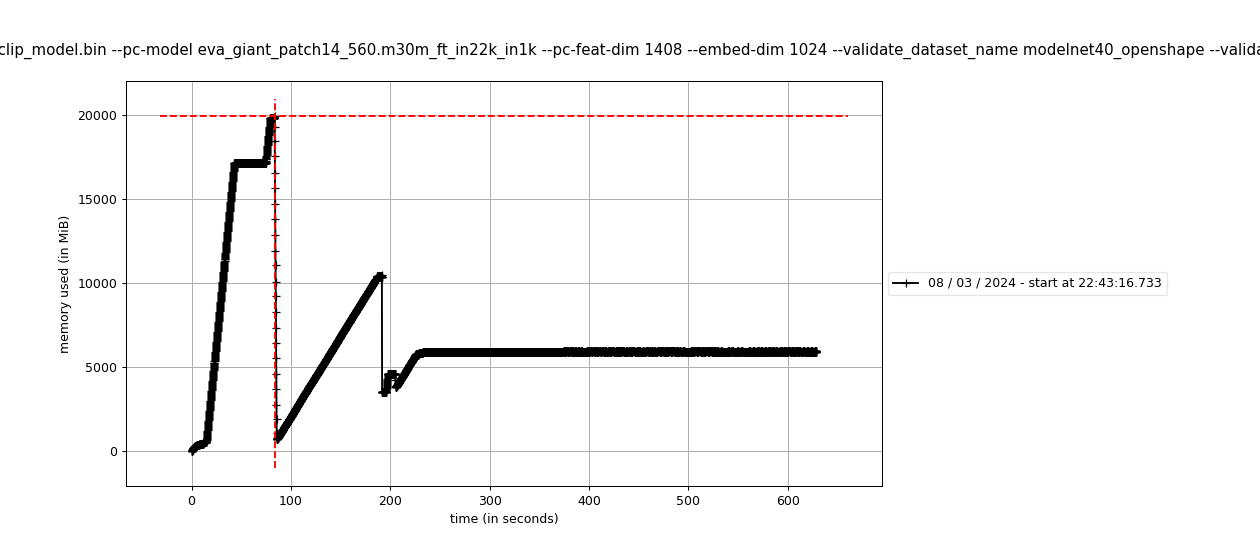 clip_model.bin --pc-model eva_giant_patch14_560.m30m_ft_in22k_in1k --pc-feat-dim 1408 --embed-dim 1024 --validate_dataset_name modelnet40_openshape --valida
20000
15000
10000
5000
0
memory used (in MiB)
0 100 200 300 400 500 600
time (in seconds)
08 / 03 / 2024 - start at 22:43:16.733